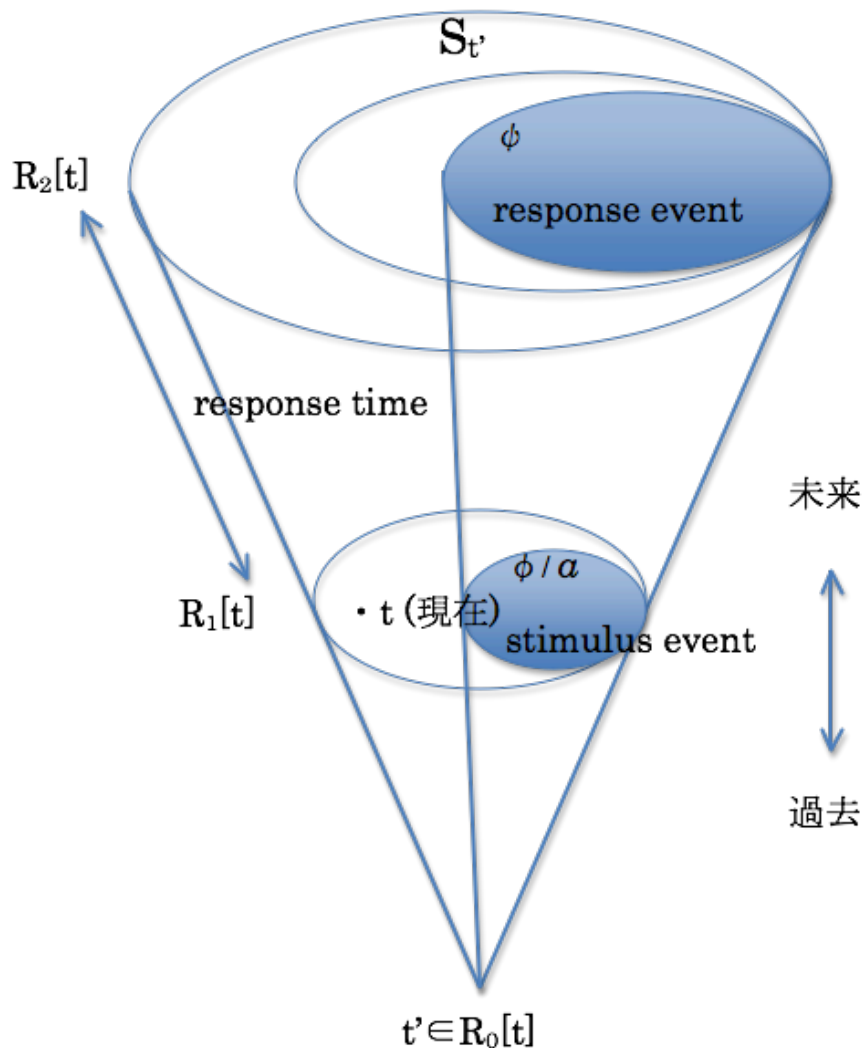 St'
ψ
R2[t]
response event
response time
未来
φ / a
R1[t]
・t (現在)
stimulus event
過去
t'∈R0[t]